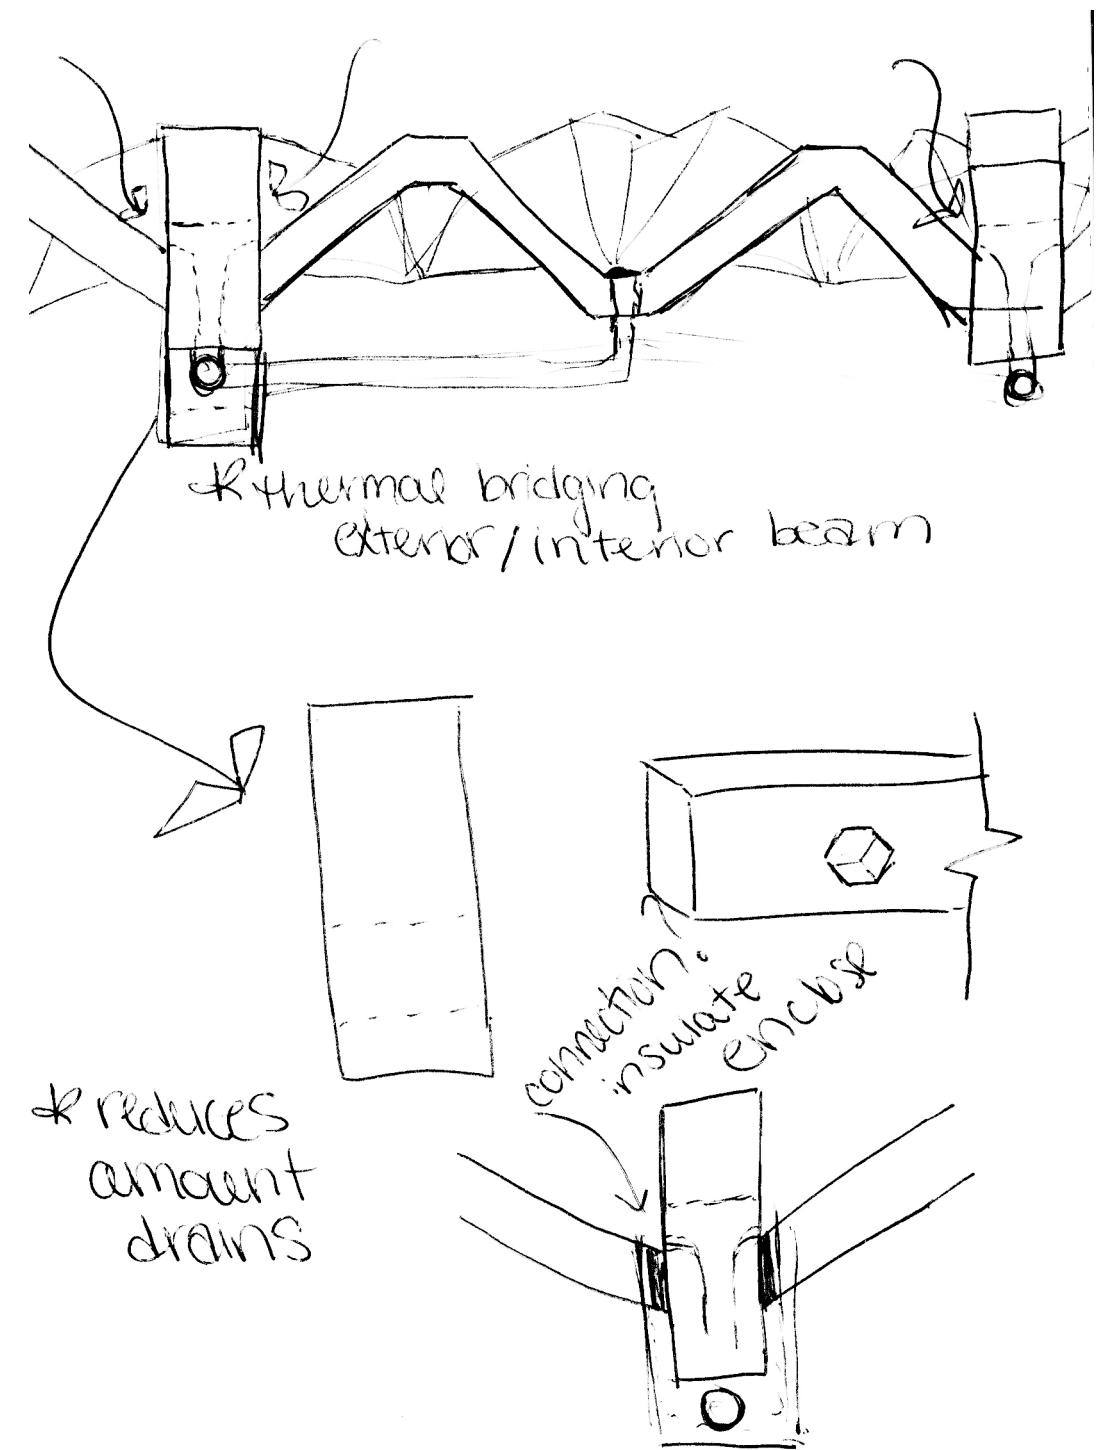 * thermal bridging
exterior/interior beam
connection?
insulate
enclose
* reduces
amount
drains